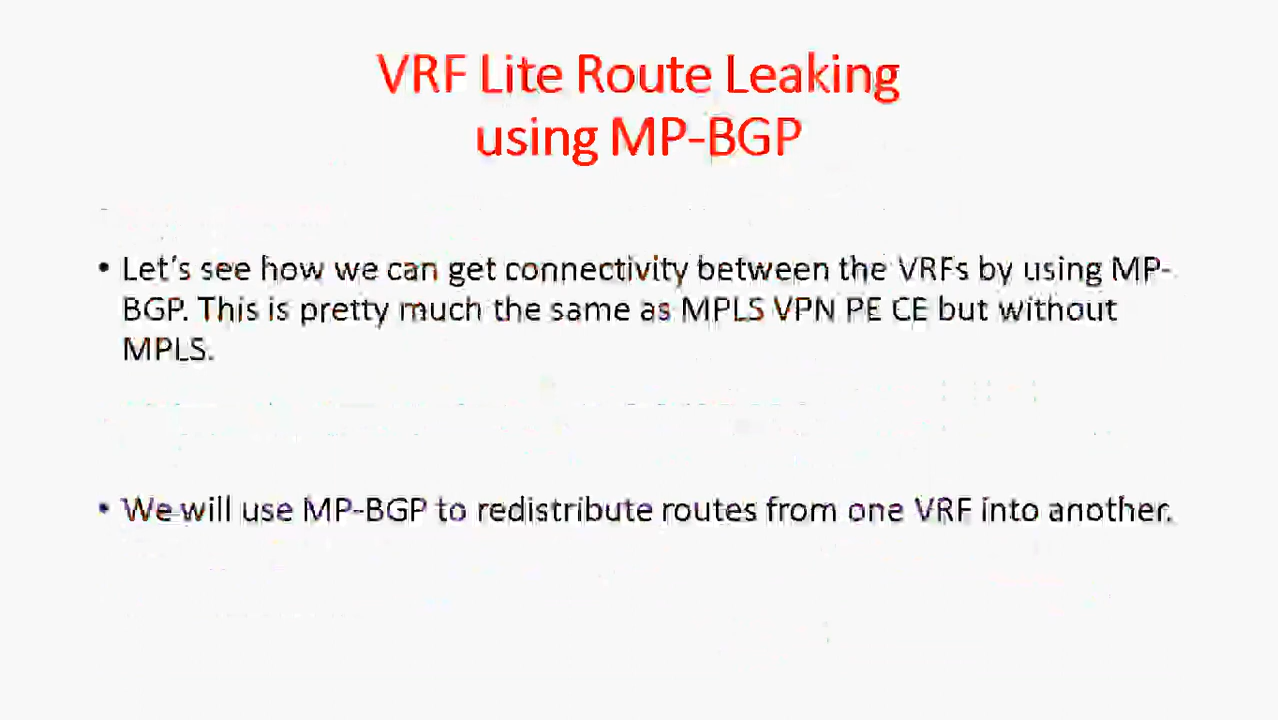 VRF Lite Route Leaking
using MP-BGP
• Let's see how we can get connectivity between the VRFs by using MP-
BGP. This is pretty much the same as MPLS VPN PE CE but without
MPLS.
• We will use MP-BGP to redistribute routes from one VRF into another.